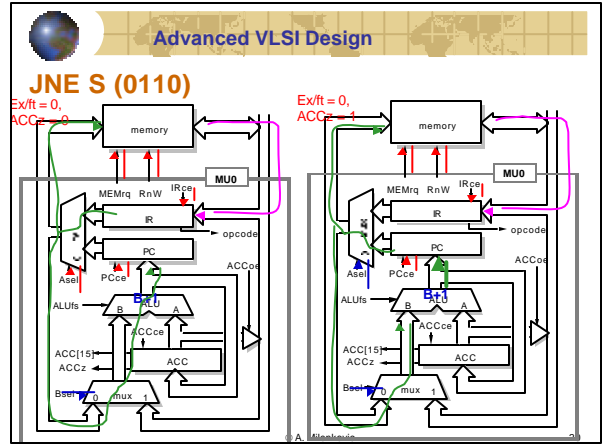 Advanced VLSI Design
JNE S (0110)
Ex/ft = 0,
ACCz = 0
memory
MU0
MEMrq RnW
IRce
IR
opcode
PC
Asel
PCce
ACCoe
ALUfs
B+1
ALU
B A
ACCce
ACC[15]
ACC
ACCz
Bsel
0 mux 1
Ex/ft = 0,
ACCz = 1
memory
MU0
MEMrq RnW
IRce
IR
opcode
PC
Asel
PCce
ACCoe
ALUfs
B+1
ALU
B A
ACCce
ACC[15]
ACC
ACCz
Bsel
0 mux 1